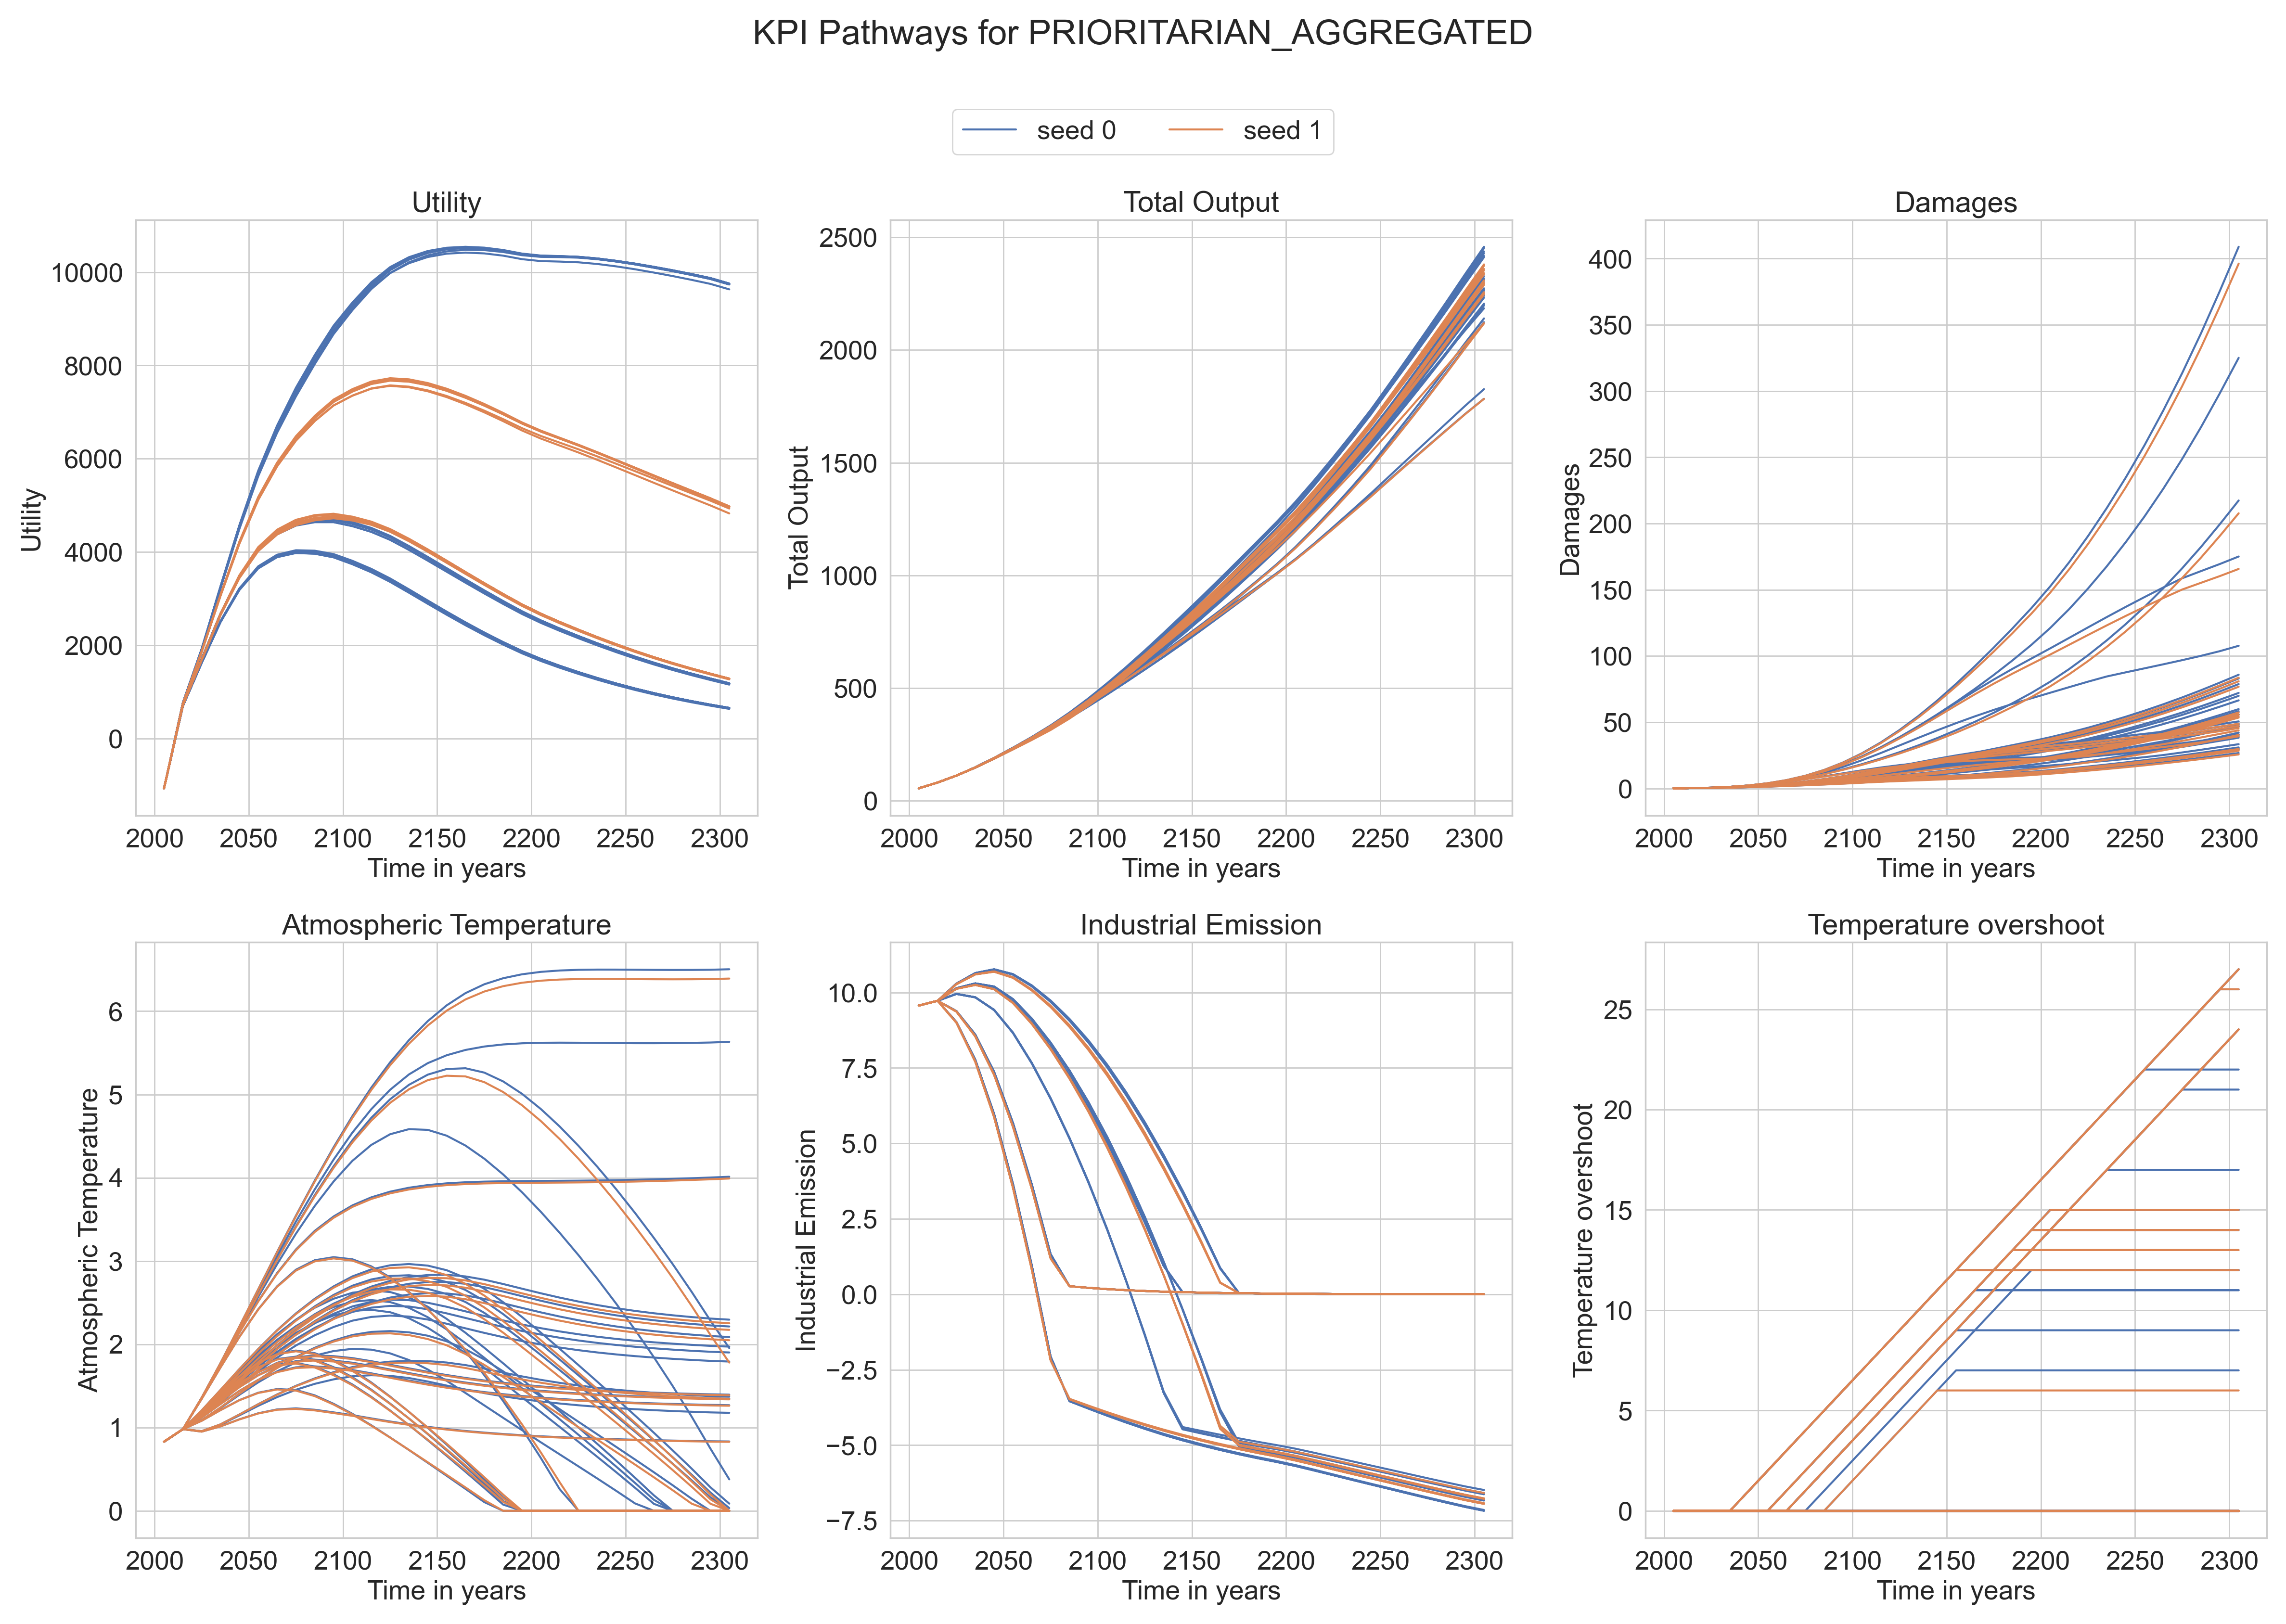 KPI Pathways for PRIORITARIAN_AGGREGATED
seed 0 seed 1
Utility
Utility
10000
8000
6000
4000
2000
0
2000 2050 2100 2150 2200 2250 2300
Time in years
Total Output
Total Output
2500
2000
1500
1000
500
0
2000 2050 2100 2150 2200 2250 2300
Time in years
Damages
Damages
400
350
300
250
200
150
100
50
0
2000 2050 2100 2150 2200 2250 2300
Time in years
Atmospheric Temperature
Atmospheric Temperature
6
5
4
3
2
1
0
2000 2050 2100 2150 2200 2250 2300
Time in years
Industrial Emission
Industrial Emission
10.0
7.5
5.0
2.5
0.0
−2.5
−5.0
−7.5
2000 2050 2100 2150 2200 2250 2300
Time in years
Temperature overshoot
Temperature overshoot
25
20
15
10
5
0
2000 2050 2100 2150 2200 2250 2300
Time in years